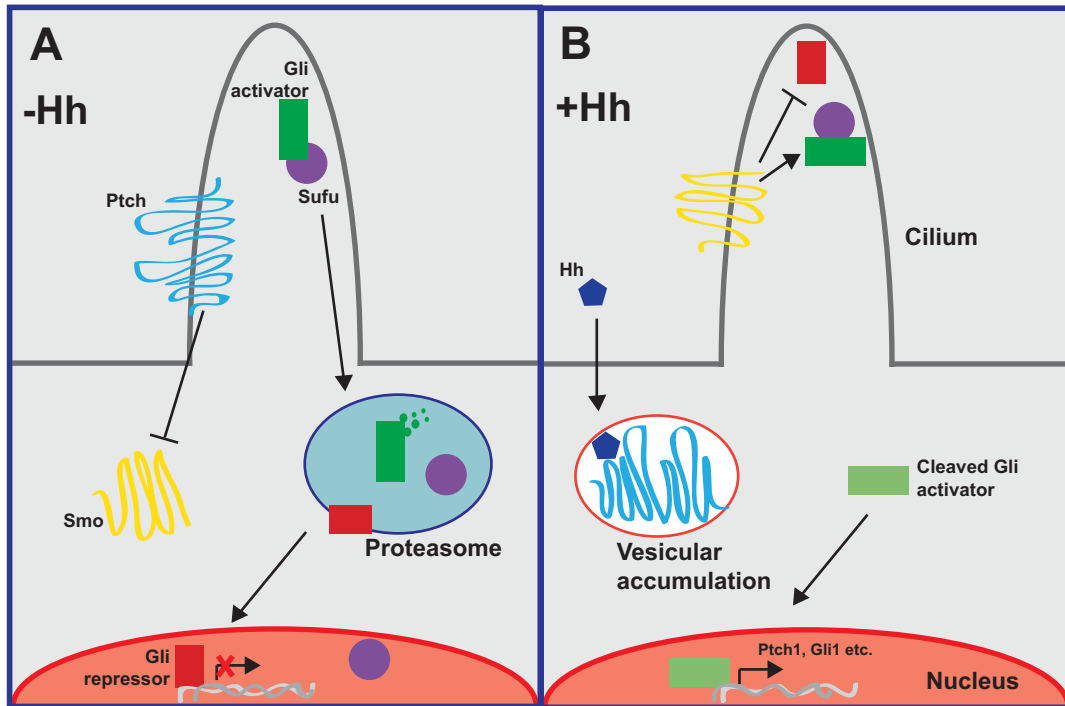 A
-Hh
Gli
activator
Ptch
Sufu
Smo
Proteasome
Gli
repressor
B
+Hh
Cilium
Hh
Cleaved Gli
activator
Vesicular
accumulation
Ptch1, Gli1 etc.
Nucleus